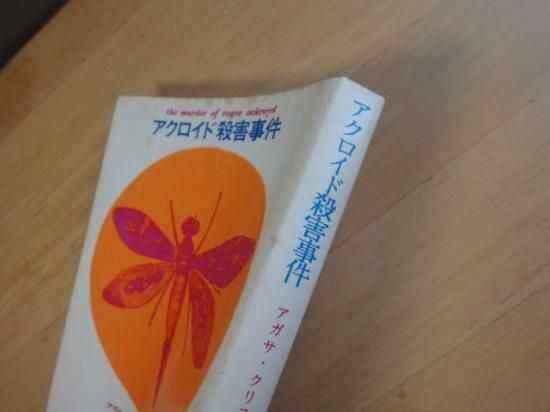 the murder of roger ackroyd
アクロイド殺害事件
アクロイド殺害事件
アガサ・クリス